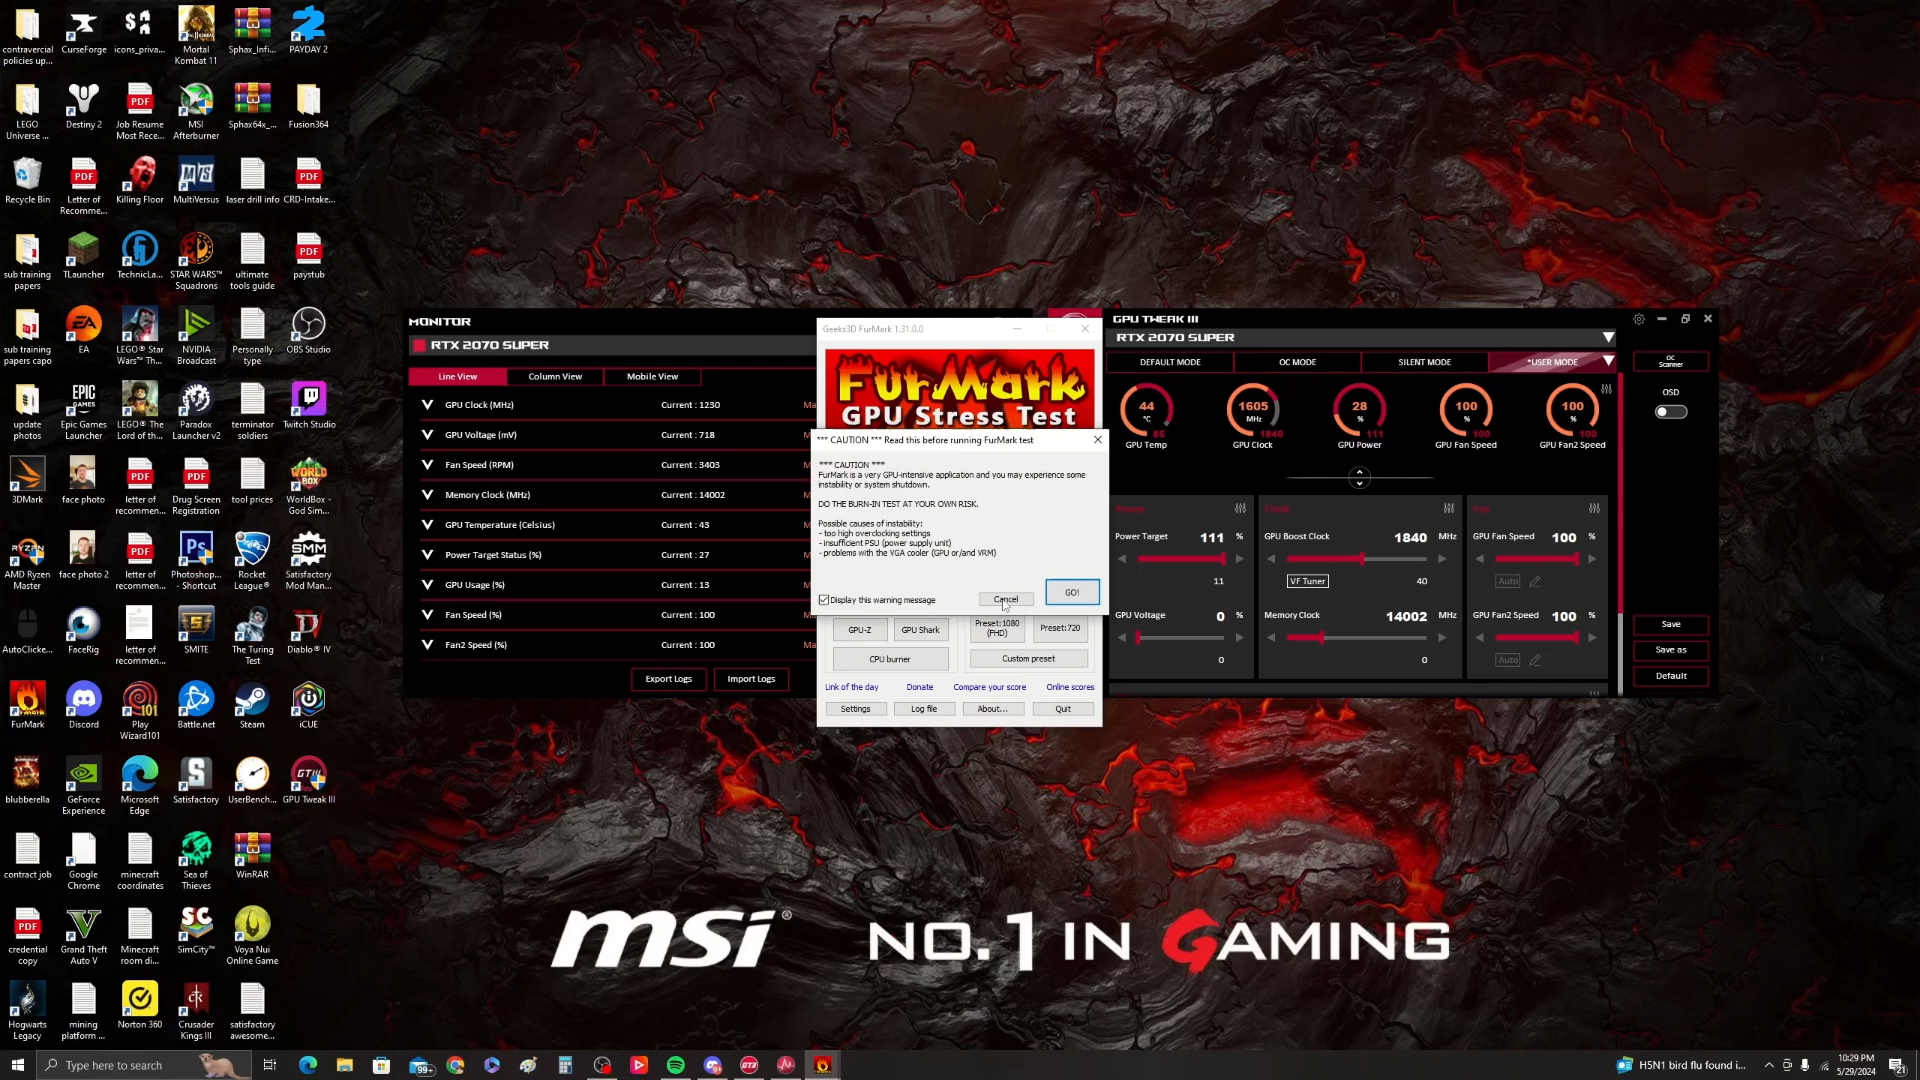 contravercial
policies up...
CurseForge
icons_priva...
Mortal
Kombat 11
Sphax_Infi...
PAYDAY 2
LEGO
Universe ...
Destiny 2
Job Resume
Most Rece...
MSI
Afterburner
Sphax64x_...
Fusion364
Recycle Bin
Letter of
Recomme...
Killing Floor
MultiVersus
laser drill info
CRD-Intake...
sub training
papers
TLauncher
TechnicLa...
STAR WARS™
Squadrons
ultimate
tools guide
paystub
sub training
papers capo
EA
LEGO® Star
Wars™ Th...
NVIDIA
Broadcast
Personally
type
OBS Studio
update
photos
Epic Games
Launcher
LEGO® The
Lord of th...
Paradox
Launcher v2
terminator
soldiers
Twitch Studio
3DMark
face photo
letter of
recommen...
Drug Screen
Registration
tool prices
WorldBox -
God Sim...
AMD Ryzen
Master
face photo 2
letter of
recommen...
Photoshop...
- Shortcut
Rocket
League®
Satisfactory
Mod Man...
AutoClicke...
FaceRig
letter of
recommen...
SMITE
The Turing
Test
Diablo® IV
FurMark
Discord
Play
Wizard101
Battle.net
Steam
iCUE
blubberella
GeForce
Experience
Microsoft
Edge
Satisfactory
UserBench...
GPU Tweak III
contract job
Google
Chrome
minecraft
coordinates
Sea of
Thieves
WinRAR
credential
copy
Grand Theft
Auto V
Minecraft
room di...
SimCity™
Voya Nui
Online Game
Hogwarts
Legacy
mining
platform ...
Norton 360
Crusader
Kings III
satisfactory
awesome...
MONITOR
RTX 2070 SUPER
Line View
Column View
Mobile View
GPU Clock (MHz)
Current : 1230
Ma
GPU Voltage (mV)
Current : 718
Ma
Fan Speed (RPM)
Current : 3403
Ma
Memory Clock (MHz)
Current : 14002
Ma
GPU Temperature (Celsius)
Current : 43
Ma
Power Target Status (%)
Current : 27
Ma
GPU Usage (%)
Current : 13
Ma
Fan Speed (%)
Current : 100
Ma
Fan2 Speed (%)
Current : 100
Ma
Export Logs
Import Logs
Geeks3D FurMark 1.31.0.0
FurMark
GPU Stress Test
*** CAUTION *** Read this before running FurMark test
*** CAUTION ***
FurMark is a very GPU-intensive application and you may experience some
instability or system shutdown.
DO THE BURN-IN TEST AT YOUR OWN RISK.
Possible causes of instability:
- too high overclocking settings
- insufficient PSU (power supply unit)
- problems with the VGA cooler (GPU or/and VRM)
Display this warning message
Cancel
GO!
GPU-Z
GPU Shark
Preset:1080
(FHD)
Preset:720
CPU burner
Custom preset
Link of the day
Donate
Compare your score
Online scores
Settings
Log file
About...
Quit
GPU TWEAK III
RTX 2070 SUPER
DEFAULT MODE
OC MODE
SILENT MODE
*USER MODE
OC
Scanner
OSD
44
°C
85
GPU Temp
1605
MHz
1840
GPU Clock
28
%
111
GPU Power
100
%
100
GPU Fan Speed
100
%
100
GPU Fan2 Speed
Power
Power Target
111 %
11
GPU Voltage
0 %
0
Clock
GPU Boost Clock
1840 MHz
VF Tuner
40
Memory Clock
14002 MHz
0
Fan
GPU Fan Speed
100 %
Auto
GPU Fan2 Speed
100 %
Auto
Save
Save as
Default
msi®
NO.1 IN GAMING
Type here to search
99+
H5N1 bird flu found i...
10:29 PM
5/29/2024
21